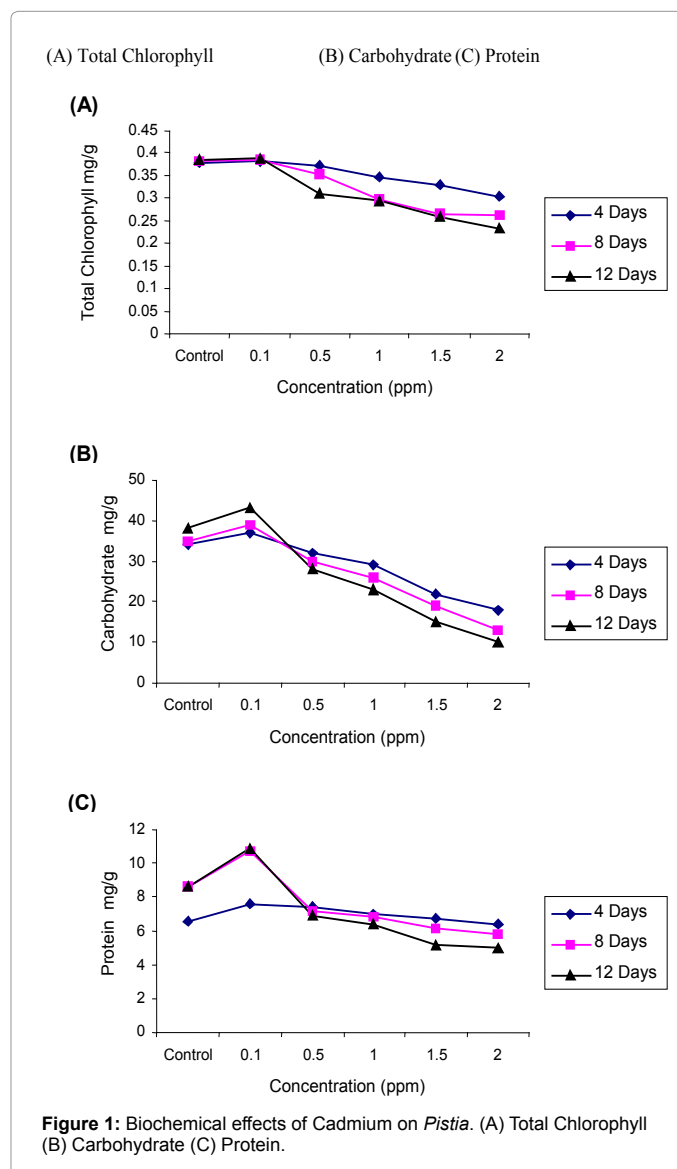 (A) Total Chlorophyll (B) Carbohydrate (C) Protein
(A)
Total Chlorophyll mg/g
0.45
0.4
0.35
0.3
0.25
0.2
0.15
0.1
0.05
0
Control 0.1 0.5 1 1.5 2
Concentration (ppm)
4 Days
8 Days
12 Days
(B)
Carbohydrate mg/g
50
40
30
20
10
0
Control 0.1 0.5 1 1.5 2
Concentration (ppm)
4 Days
8 Days
12 Days
(C)
Protein mg/g
12
10
8
6
4
2
0
Control 0.1 0.5 1 1.5 2
Concentration (ppm)
4 Days
8 Days
12 Days
Figure 1: Biochemical effects of Cadmium on Pistia. (A) Total Chlorophyll
(B) Carbohydrate (C) Protein.